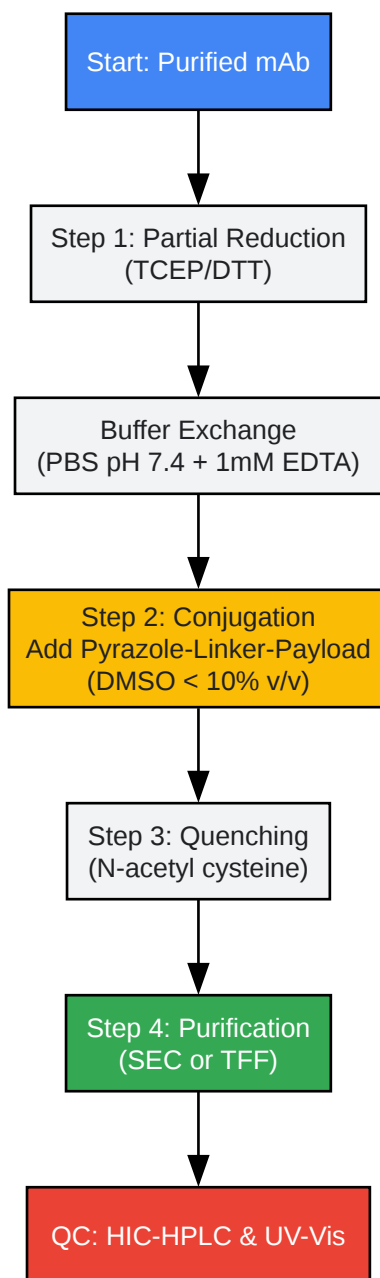 Start: Purified mAb
Step 1: Partial Reduction
(TCEP/DTT)
Buffer Exchange
(PBS pH 7.4 + 1mM EDTA)
Step 2: Conjugation
Add Pyrazole-Linker-Payload
(DMSO < 10% v/v)
Step 3: Quenching
(N-acetyl cysteine)
Step 4: Purification
(SEC or TFF)
QC: HIC-HPLC & UV-Vis